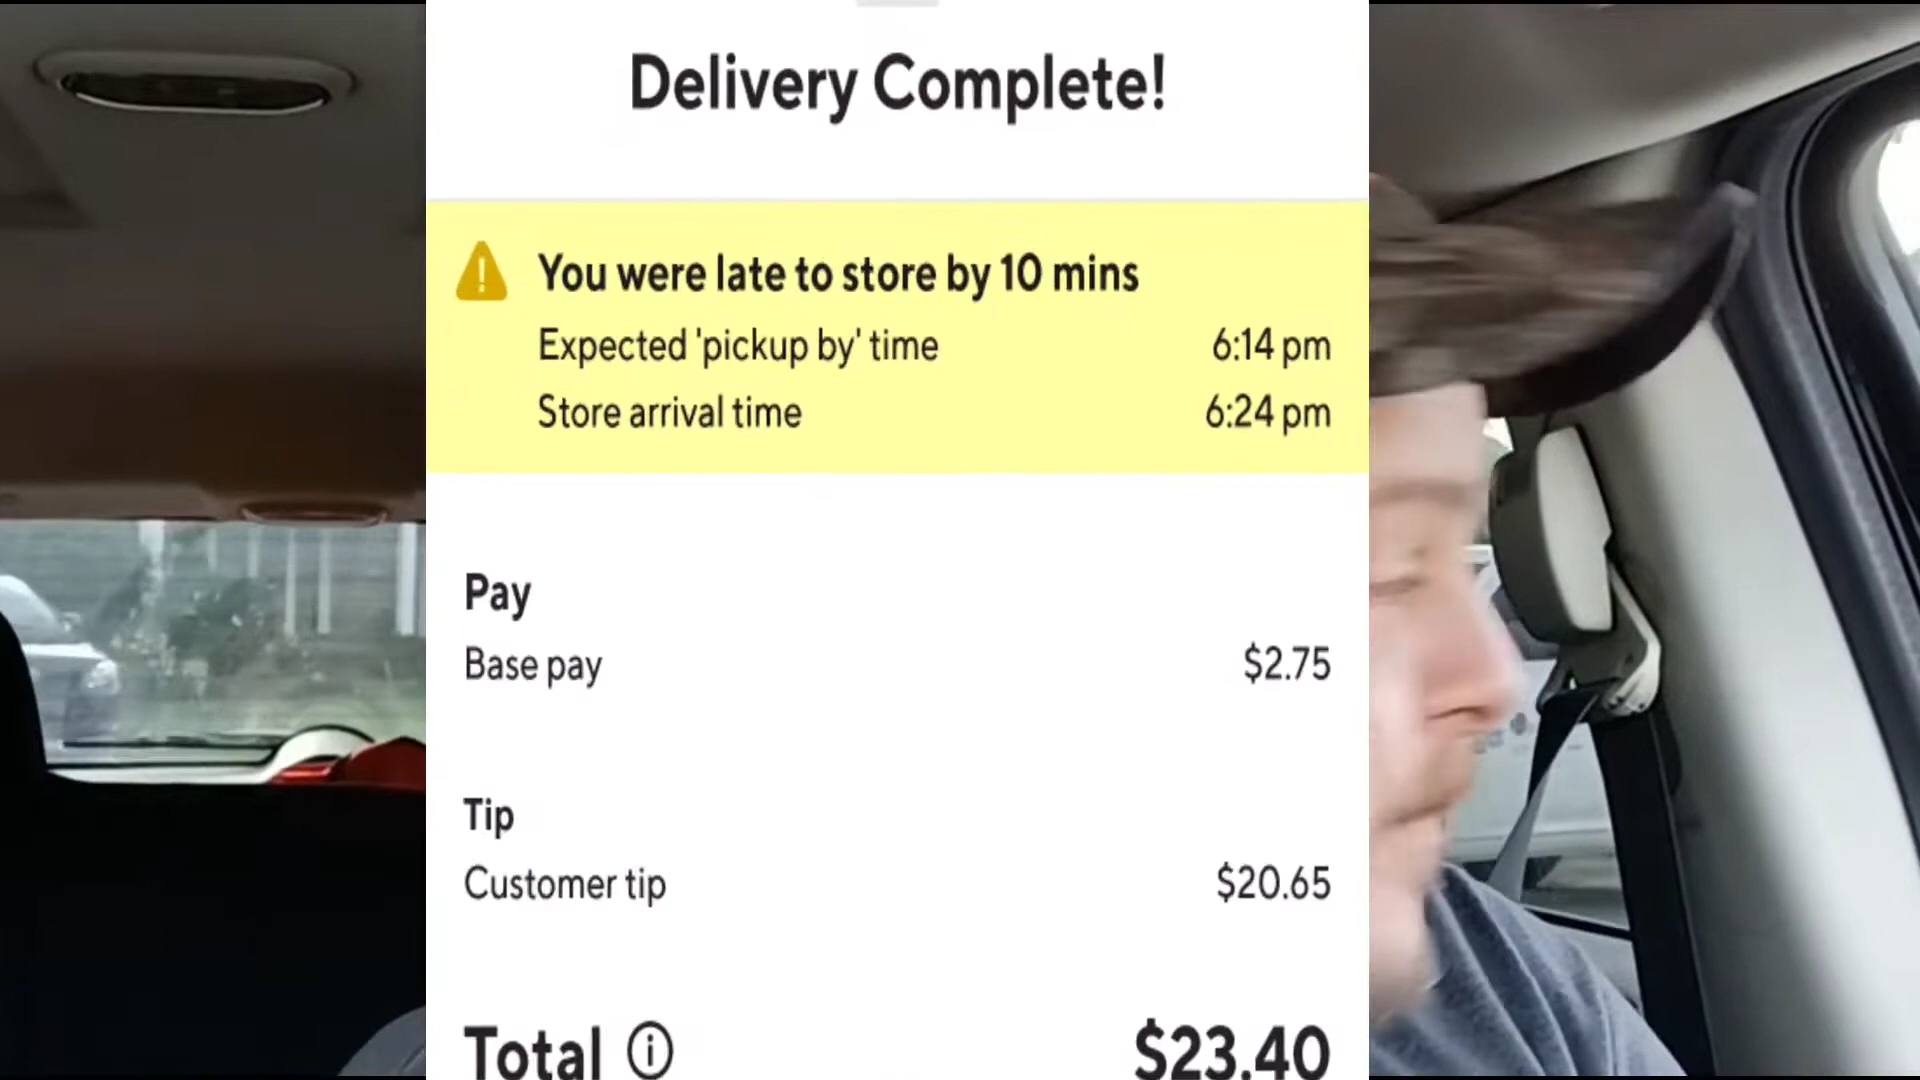 Delivery Complete!
You were late to store by 10 mins
Expected 'pickup by' time 6:14 pm
Store arrival time 6:24 pm
Pay
Base pay $2.75
Tip
Customer tip $20.65
Total $23.40